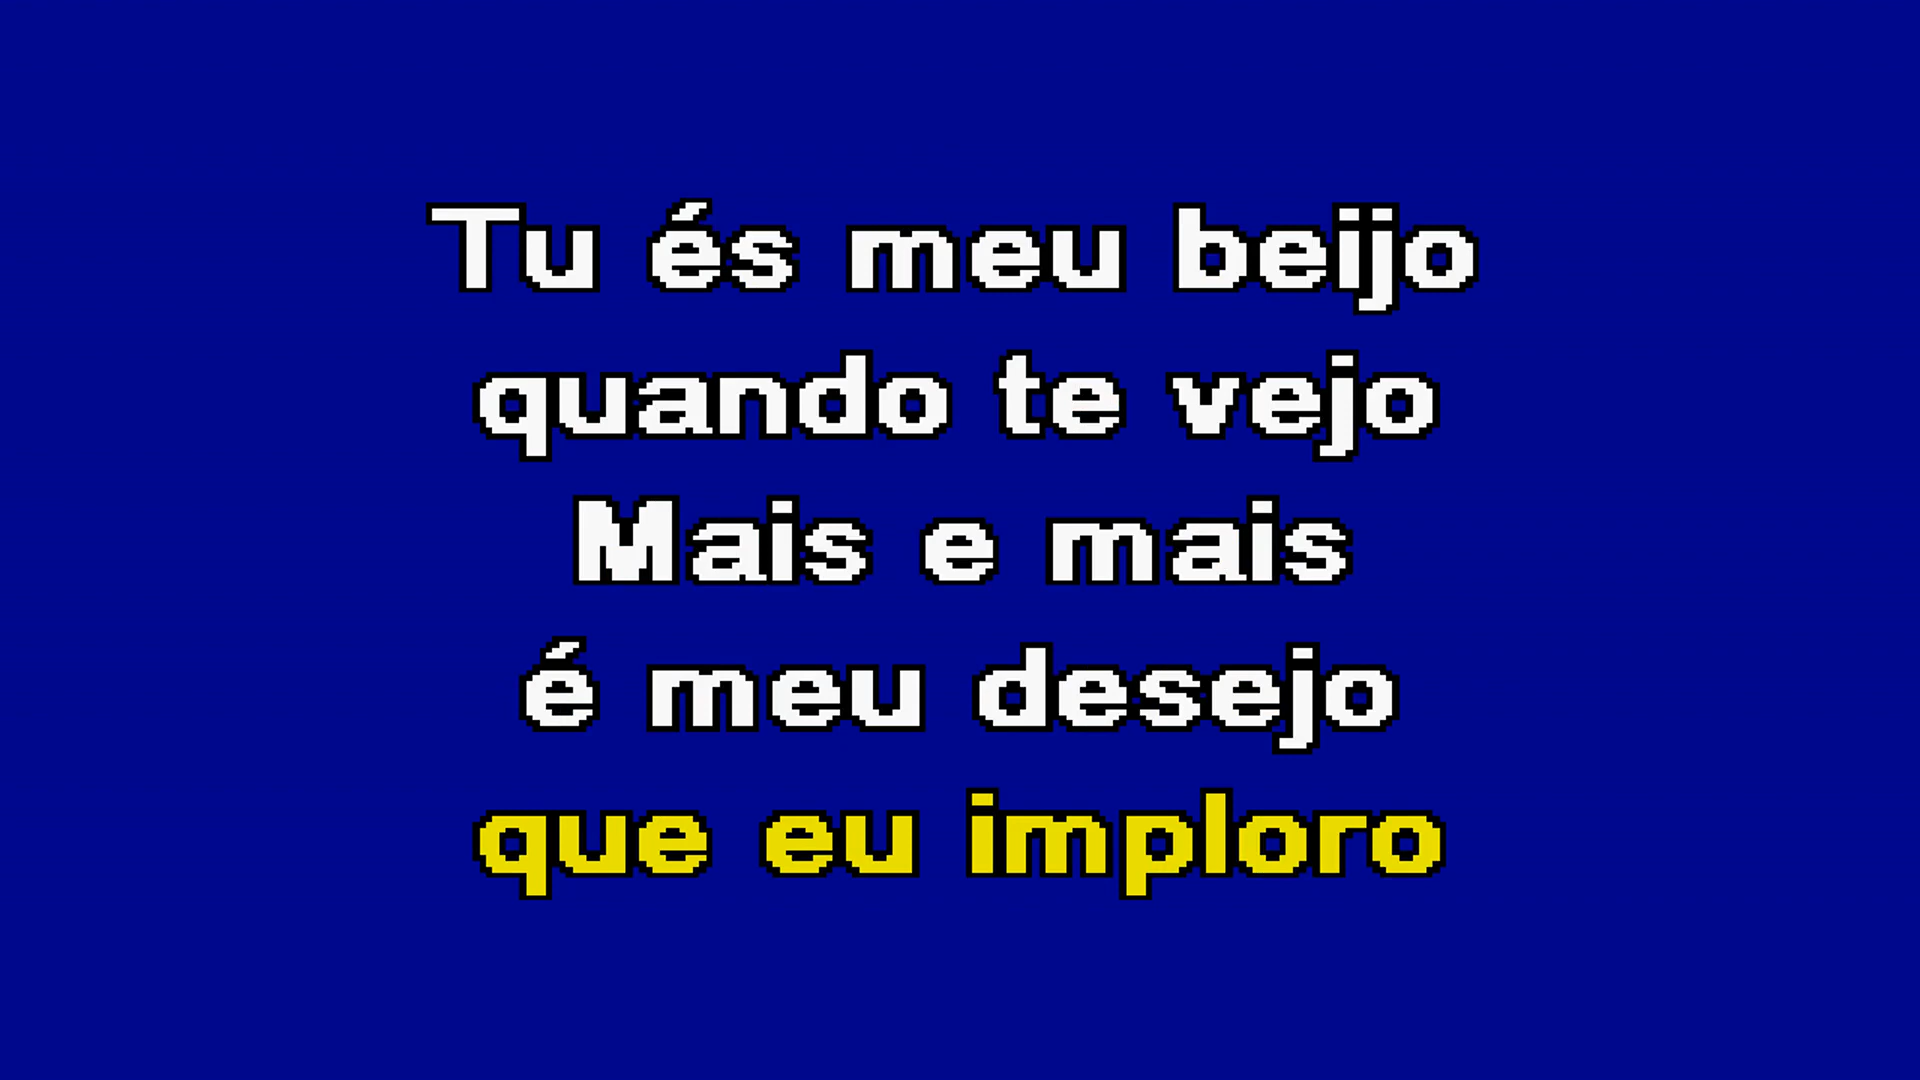 Tu és meu beijo
quando te vejo
Mais e mais
é meu desejo
que eu imploro